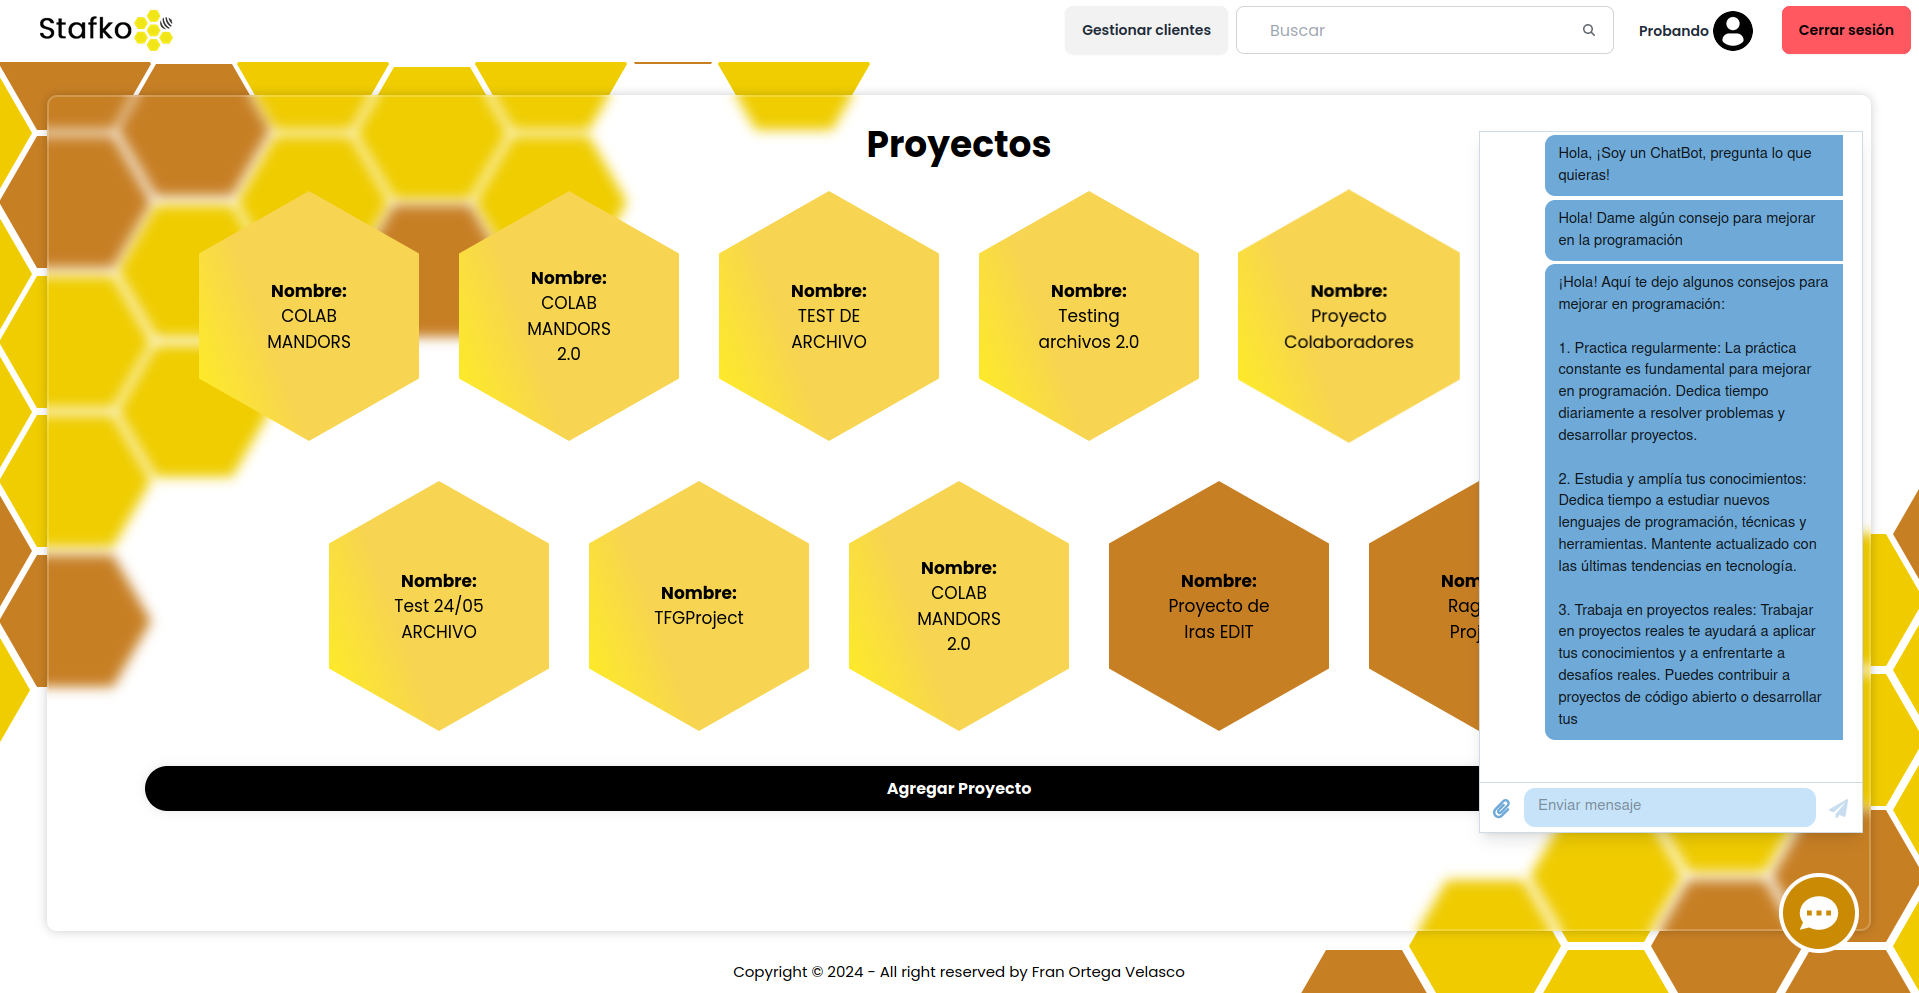 Stafko
Gestionar clientes
Buscar
Probando
Cerrar sesión
Proyectos
Nombre:
COLAB
MANDORS
Nombre:
COLAB
MANDORS
2.0
Nombre:
TEST DE
ARCHIVO
Nombre:
Testing
archivos 2.0
Nombre:
Proyecto
Colaboradores
Nombre:
Test 24/05
ARCHIVO
Nombre:
TFGProject
Nombre:
COLAB
MANDORS
2.0
Nombre:
Proyecto de
Iras EDIT
Nom
Rag
Proj
Agregar Proyecto
Hola, ¡Soy un ChatBot, pregunta lo que
quieras!
Hola! Dame algún consejo para mejorar
en la programación
¡Hola! Aquí te dejo algunos consejos para
mejorar en programación:
1. Practica regularmente: La práctica
constante es fundamental para mejorar
en programación. Dedica tiempo
diariamente a resolver problemas y
desarrollar proyectos.
2. Estudia y amplía tus conocimientos:
Dedica tiempo a estudiar nuevos
lenguajes de programación, técnicas y
herramientas. Mantente actualizado con
las últimas tendencias en tecnología.
3. Trabaja en proyectos reales: Trabajar
en proyectos reales te ayudará a aplicar
tus conocimientos y a enfrentarte a
desafíos reales. Puedes contribuir a
proyectos de código abierto o desarrollar
tus
Enviar mensaje
Copyright © 2024 - All right reserved by Fran Ortega Velasco